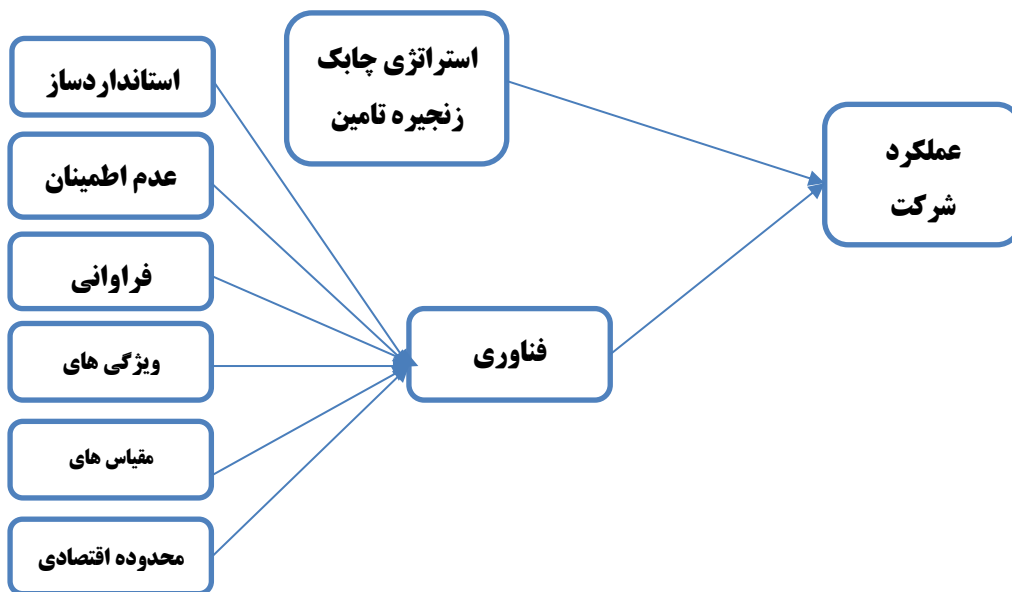 استانداردساز
عدم اطمینان
فراوانی
ویژگی های
مقیاس های
محدوده اقتصادی
استراتژی چابک
زنجیره تامین
فناوری
عملکرد
شرکت